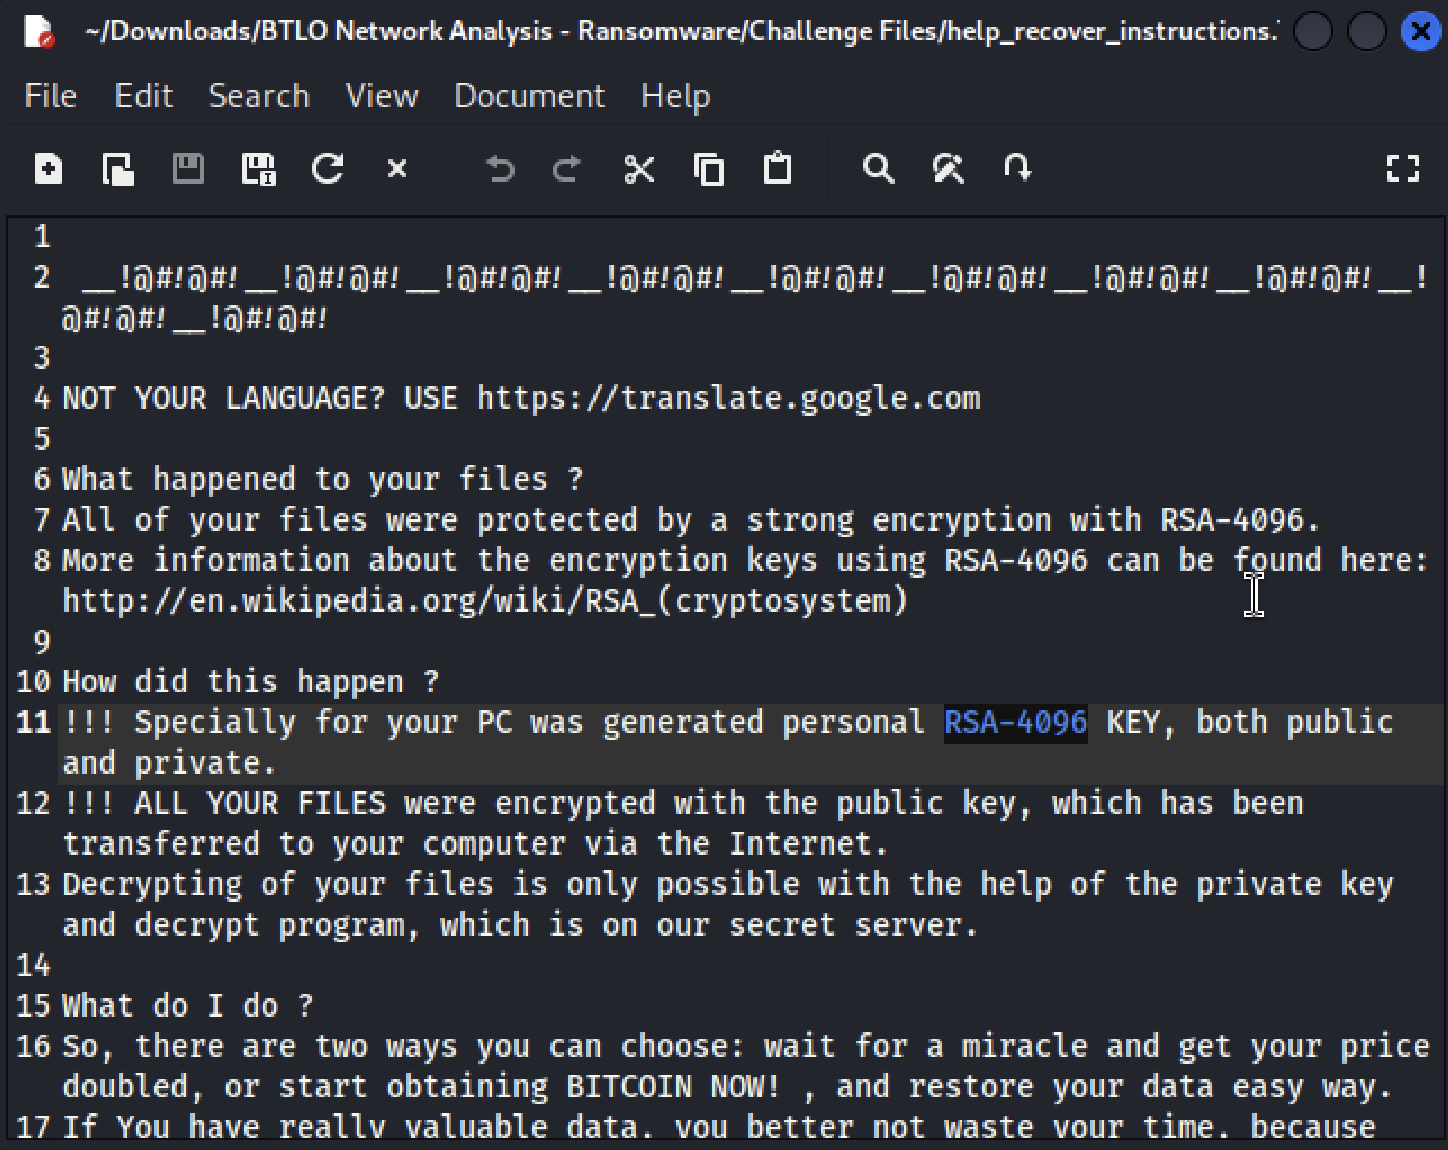 ~/Downloads/BTLO Network Analysis - Ransomware/Challenge Files/help_recover_instructions.
File Edit Search View Document Help
1
2 __!@#!@#!__!@#!@#!__!@#!@#!__!@#!@#!__!@#!@#!__!@#!@#!__!@#!@#!__!@#!@#!__!
@#!@#!__!@#!@#!
3
4 NOT YOUR LANGUAGE? USE https://translate.google.com
5
6 What happened to your files ?
7 All of your files were protected by a strong encryption with RSA-4096.
8 More information about the encryption keys using RSA-4096 can be found here:
http://en.wikipedia.org/wiki/RSA_(cryptosystem)
9
10 How did this happen ?
11 !!! Specially for your PC was generated personal RSA-4096 KEY, both public
and private.
12 !!! ALL YOUR FILES were encrypted with the public key, which has been
transferred to your computer via the Internet.
13 Decrypting of your files is only possible with the help of the private key
and decrypt program, which is on our secret server.
14
15 What do I do ?
16 So, there are two ways you can choose: wait for a miracle and get your price
doubled, or start obtaining BITCOIN NOW! , and restore your data easy way.
17 If You have really valuable data, you better not waste your time, because